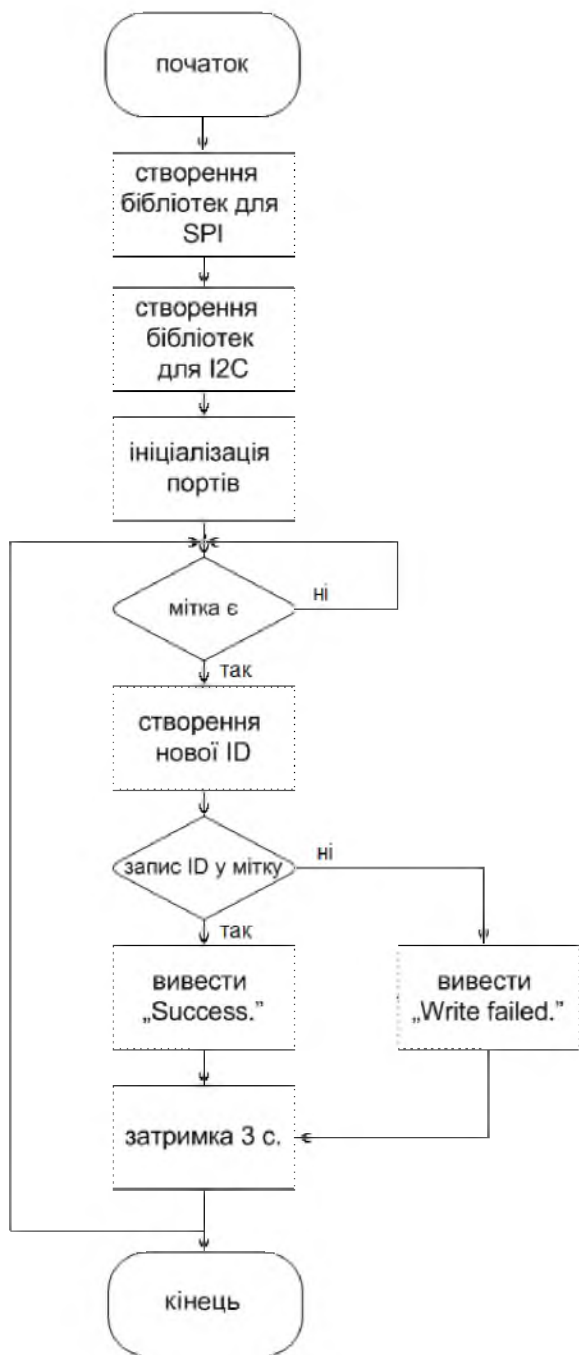 початок
створення
бібліотек для
SPI
створення
бібліотек
для I2C
ініціалізація
портів
мітка є
ні
так
створення
нової ID
запис ID у мітку
ні
так
вивести
„Success.”
вивести
„Write failed.”
затримка 3 с.
кінець